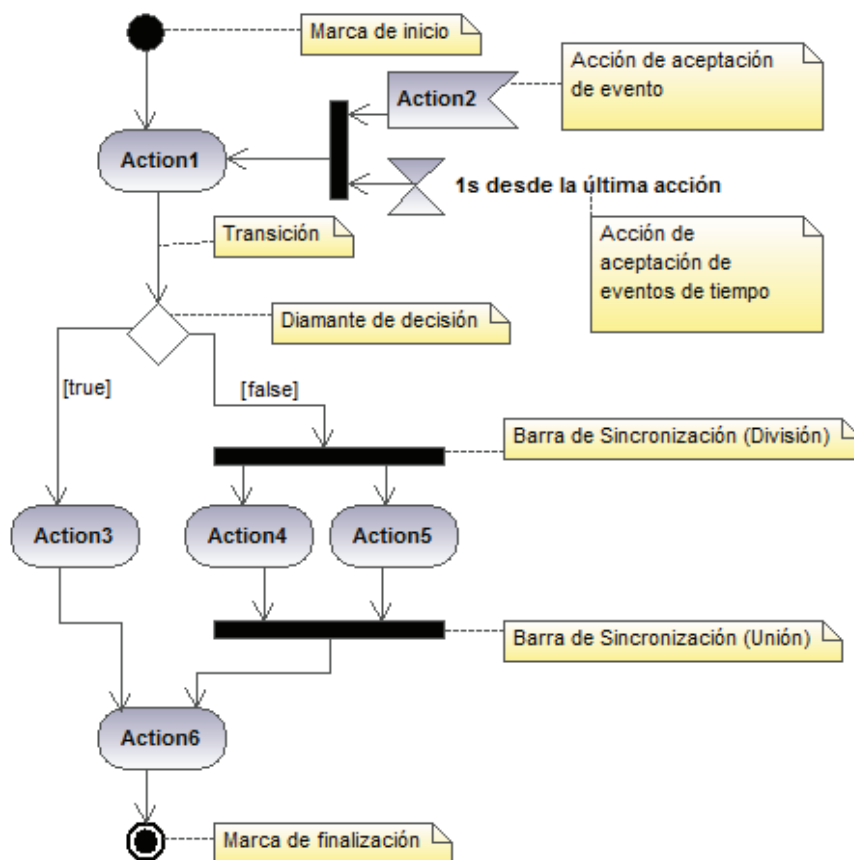 Marca de inicio
Acción de aceptación
de evento
Action2
Action1
1s desde la última acción
Transición
Acción de
aceptación de
eventos de tiempo
Diamante de decisión
[true]
[false]
Barra de Sincronización (División)
Action3
Action4
Action5
Barra de Sincronización (Unión)
Action6
Marca de finalización